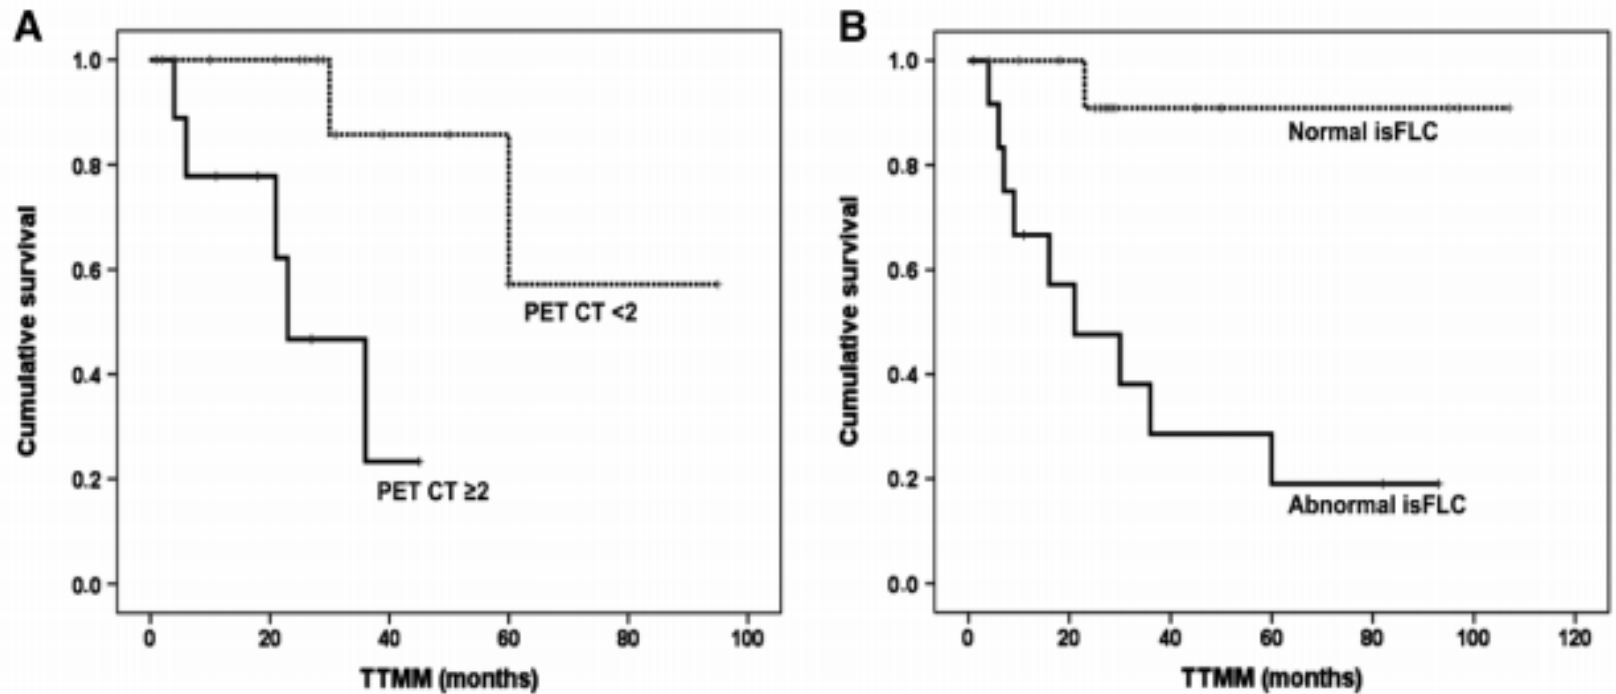 A
Cumulative survival
1.0
0.8
0.6
0.4
0.2
0.0
PET CT <2
PET CT ≥2
0 20 40 60 80 100
TTMM (months)
B
Cumulative survival
1.0
0.8
0.6
0.4
0.2
0.0
Normal isFLC
Abnormal isFLC
0 20 40 60 80 100 120
TTMM (months)